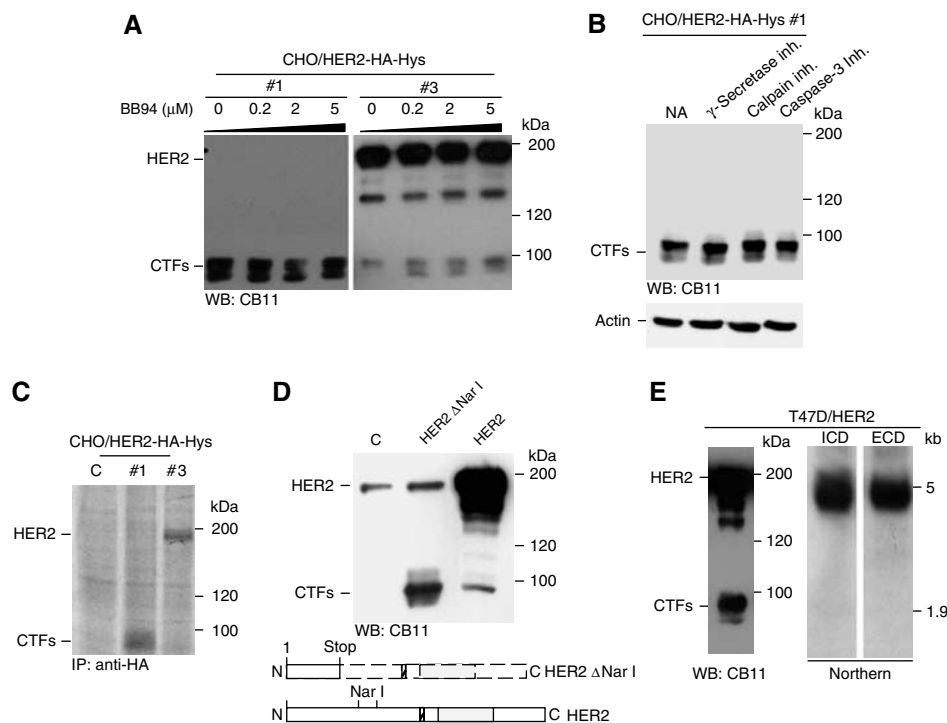 A
CHO/HER2-HA-Hys
#1 #3
BB94 (μM) 0 0.2 2 5 0 0.2 2 5
kDa
HER2
200
120
CTFs
100
WB: CB11
B
CHO/HER2-HA-Hys #1
NA γ-Secretase inh. Calpain inh. Caspase-3 Inh.
kDa
200
120
100
CTFs
WB: CB11
Actin
C
CHO/HER2-HA-Hys
C #1 #3
kDa
HER2
200
120
CTFs
100
IP: anti-HA
D
C HER2 ΔNar I HER2
kDa
HER2
200
120
100
CTFs
WB: CB11
1 Stop
N C HER2 ΔNar I
Nar I
N C HER2
E
T47D/HER2
kDa ICD ECD kb
HER2
200
5
120
100
CTFs
1.9
WB: CB11 Northern